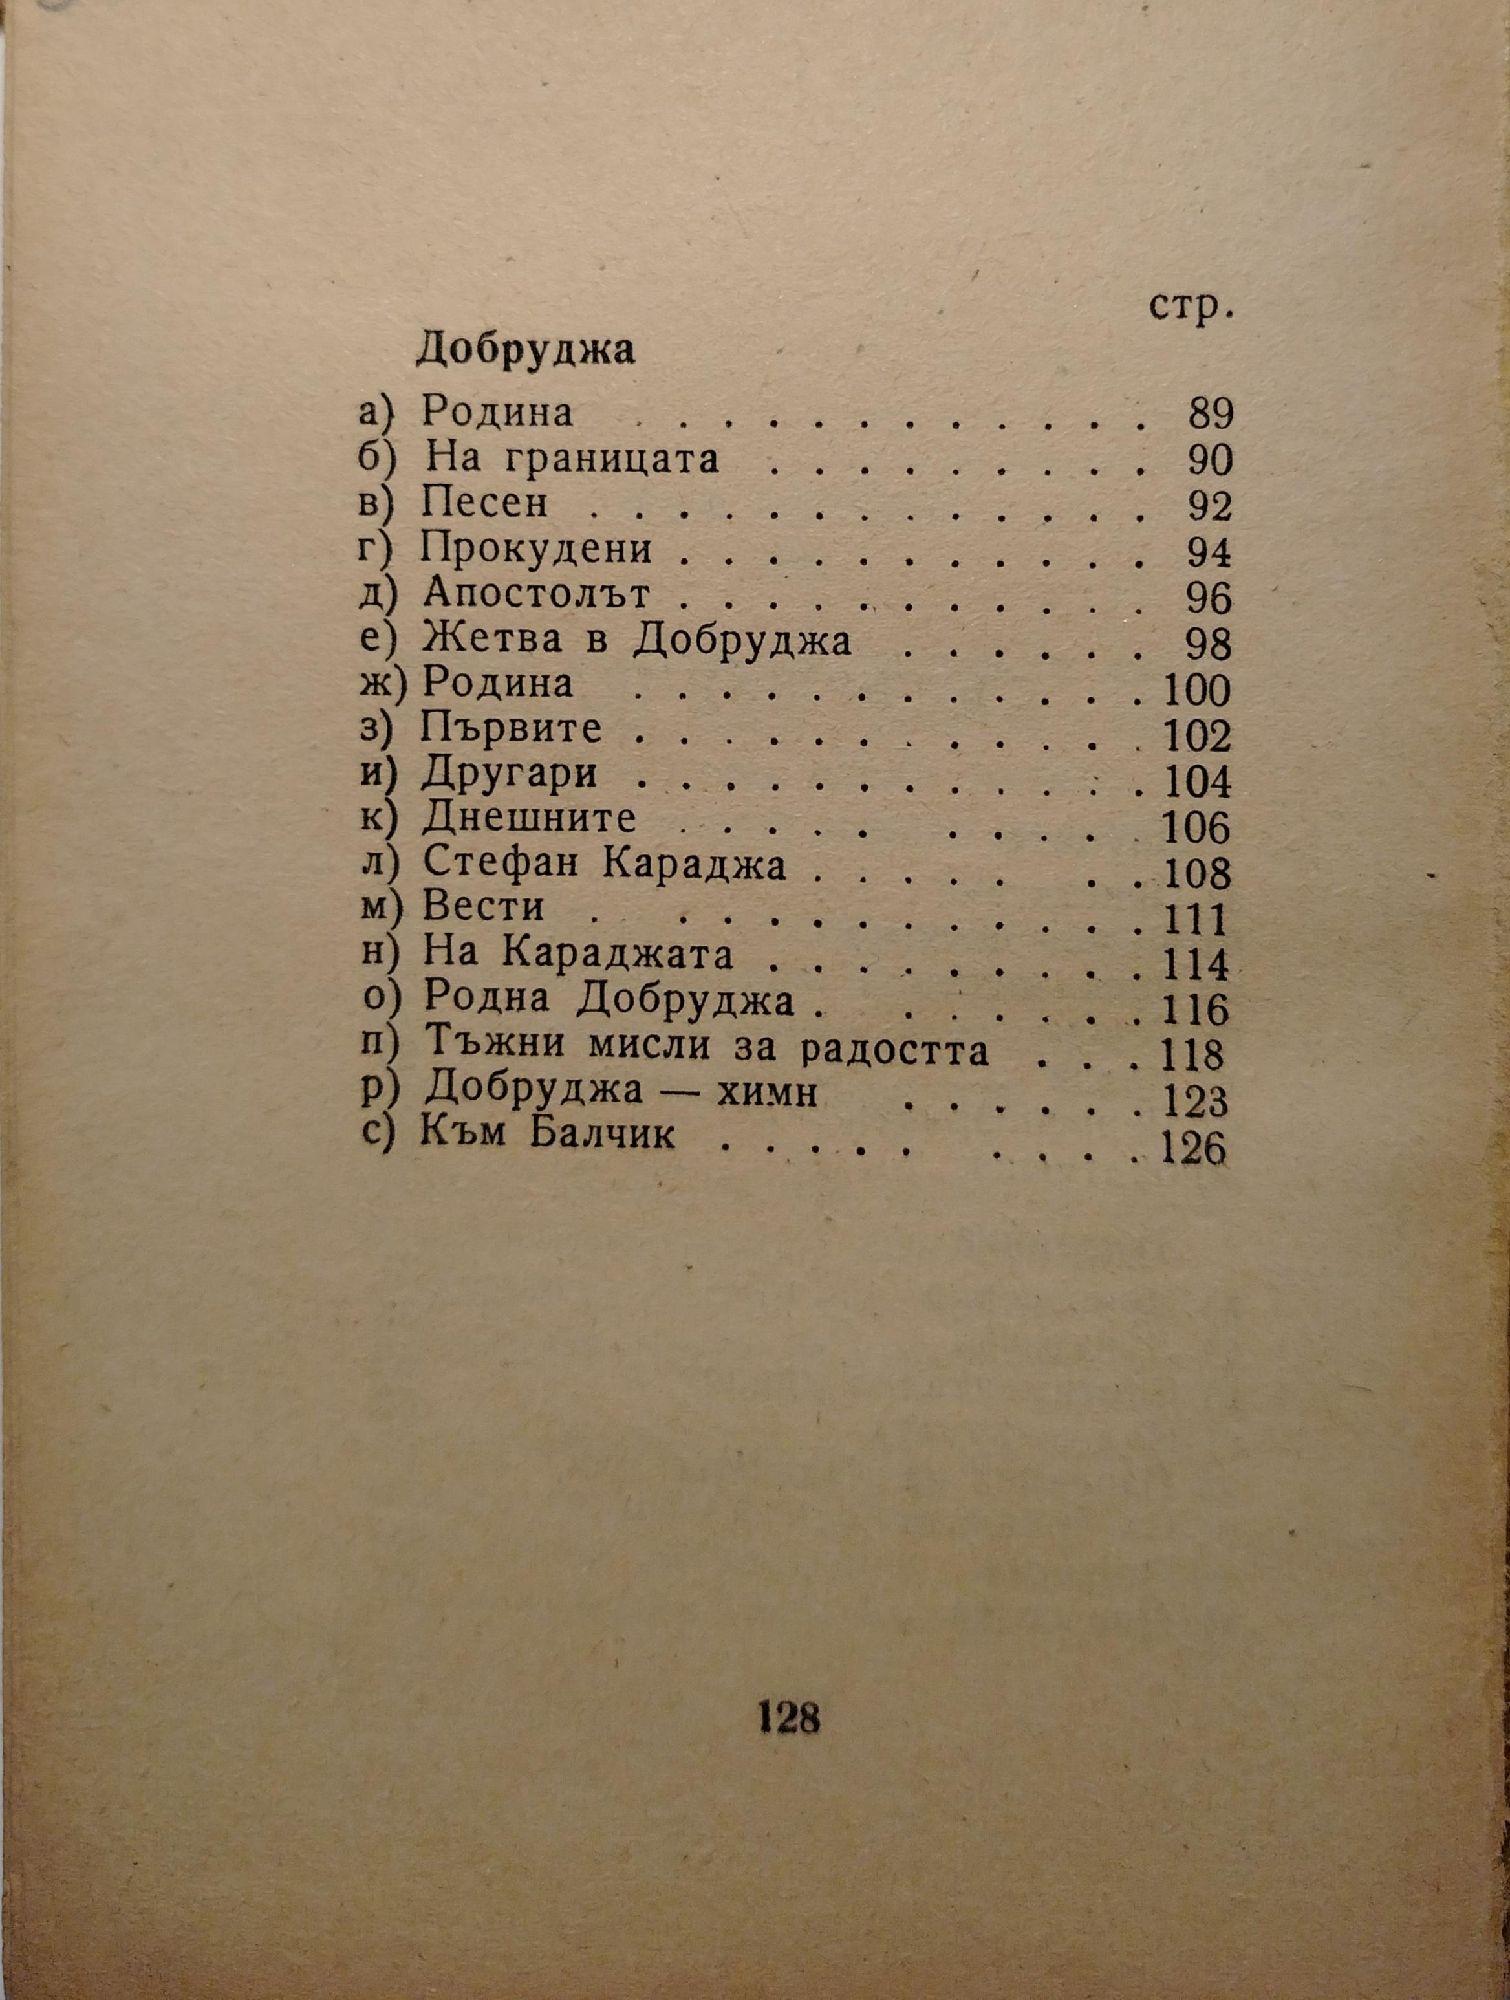 стр.
Добруджа
а) Родина . . . . . . . . . . . . 89
б) На границата . . . . . . . . . 90
в) Песен . . . . . . . . . . . . . 92
г) Прокудени . . . . . . . . . . . 94
д) Апостолът . . . . . . . . . . . 96
е) Жетва в Добруджа . . . . . . 98
ж) Родина . . . . . . . . . . . . 100
з) Първите . . . . . . . . . . . . 102
и) Другари . . . . . . . . . . . . 104
к) Днешните . . . . . . . . . . 106
л) Стефан Караджа . . . . . . . 108
м) Вести . . . . . . . . . . . . 111
н) На Караджата . . . . . . . . . 114
о) Родна Добруджа . . . . . . . 116
п) Тъжни мисли за радостта . . . 118
р) Добруджа — химн . . . . . . 123
с) Към Балчик . . . . . . . . . 126
128